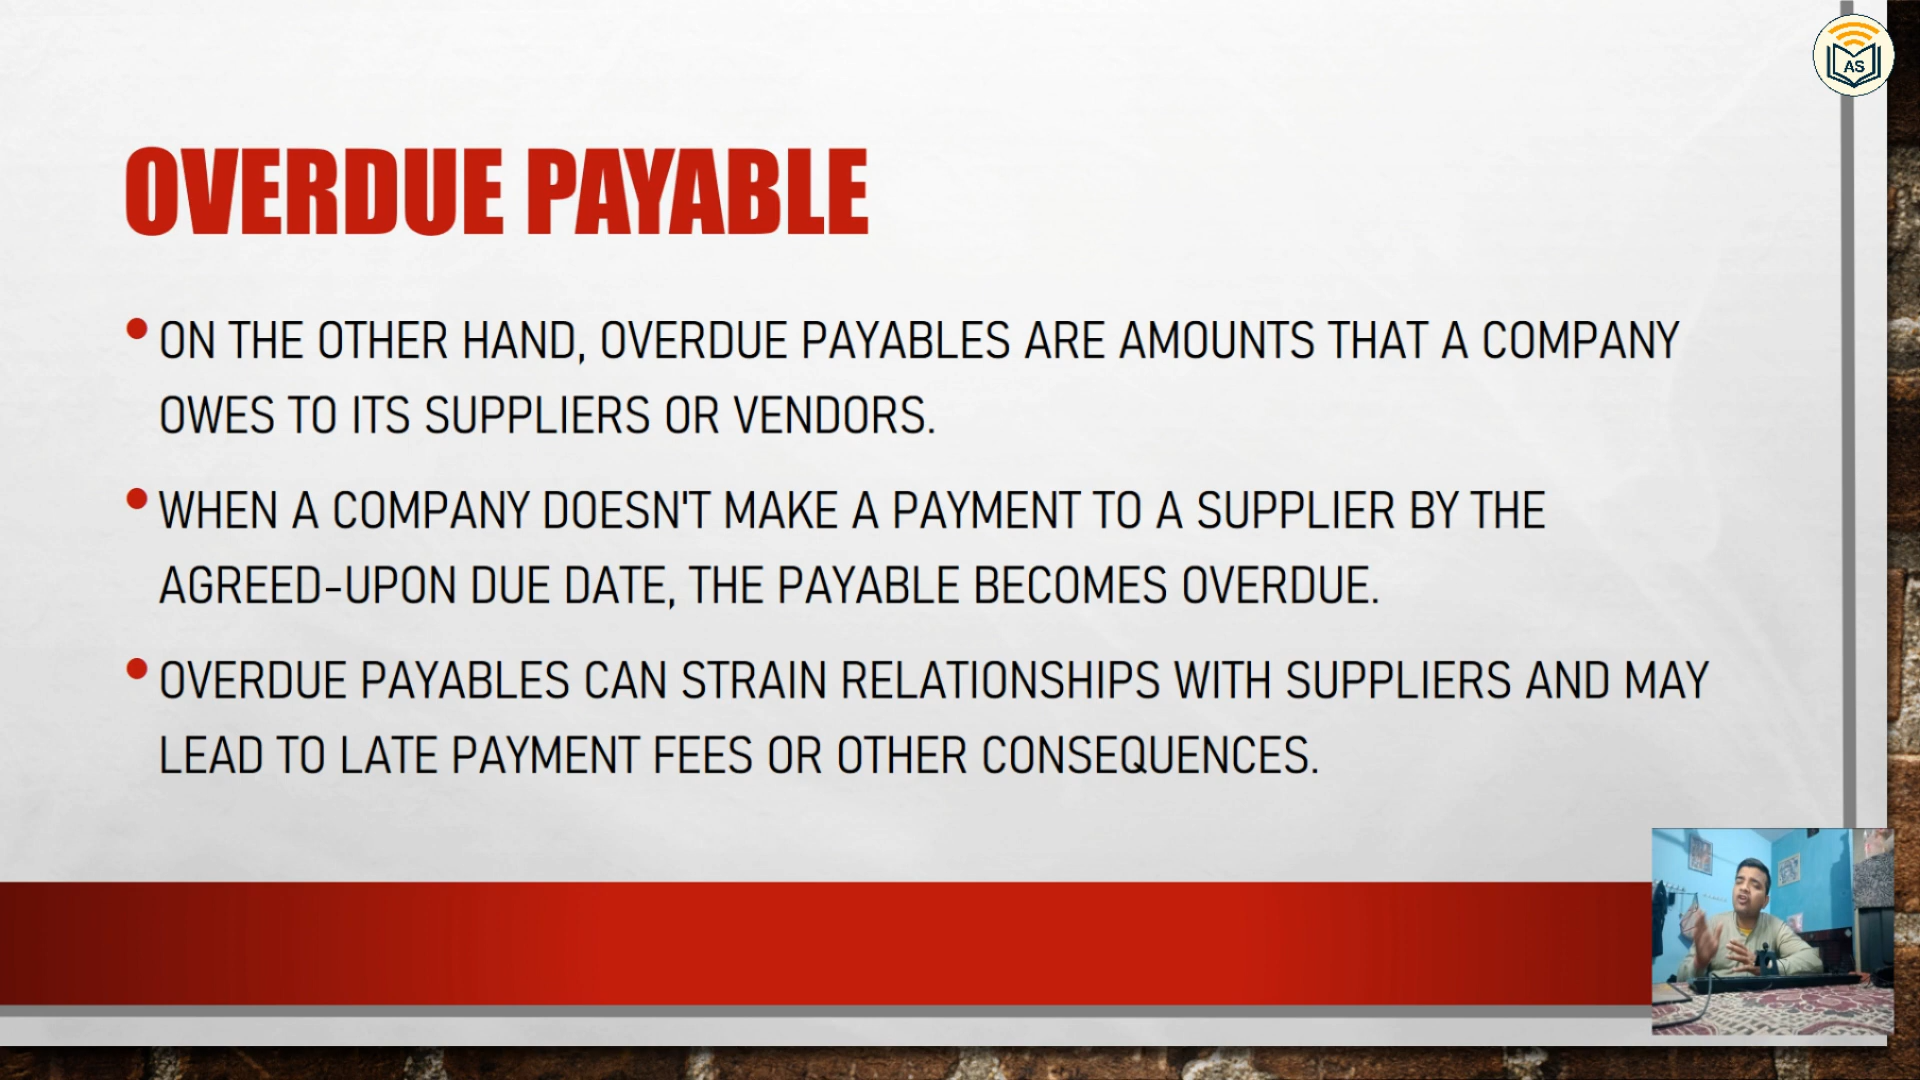 AS
OVERDUE PAYABLE
• ON THE OTHER HAND, OVERDUE PAYABLES ARE AMOUNTS THAT A COMPANY
OWES TO ITS SUPPLIERS OR VENDORS.
• WHEN A COMPANY DOESN'T MAKE A PAYMENT TO A SUPPLIER BY THE
AGREED-UPON DUE DATE, THE PAYABLE BECOMES OVERDUE.
• OVERDUE PAYABLES CAN STRAIN RELATIONSHIPS WITH SUPPLIERS AND MAY
LEAD TO LATE PAYMENT FEES OR OTHER CONSEQUENCES.